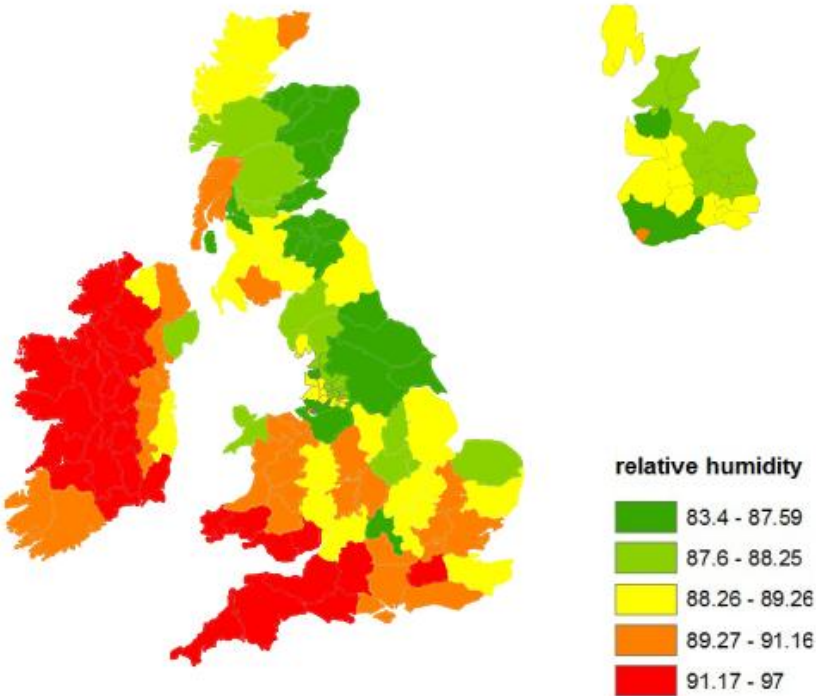 relative humidity
83.4 - 87.59
87.6 - 88.25
88.26 - 89.26
89.27 - 91.16
91.17 - 97